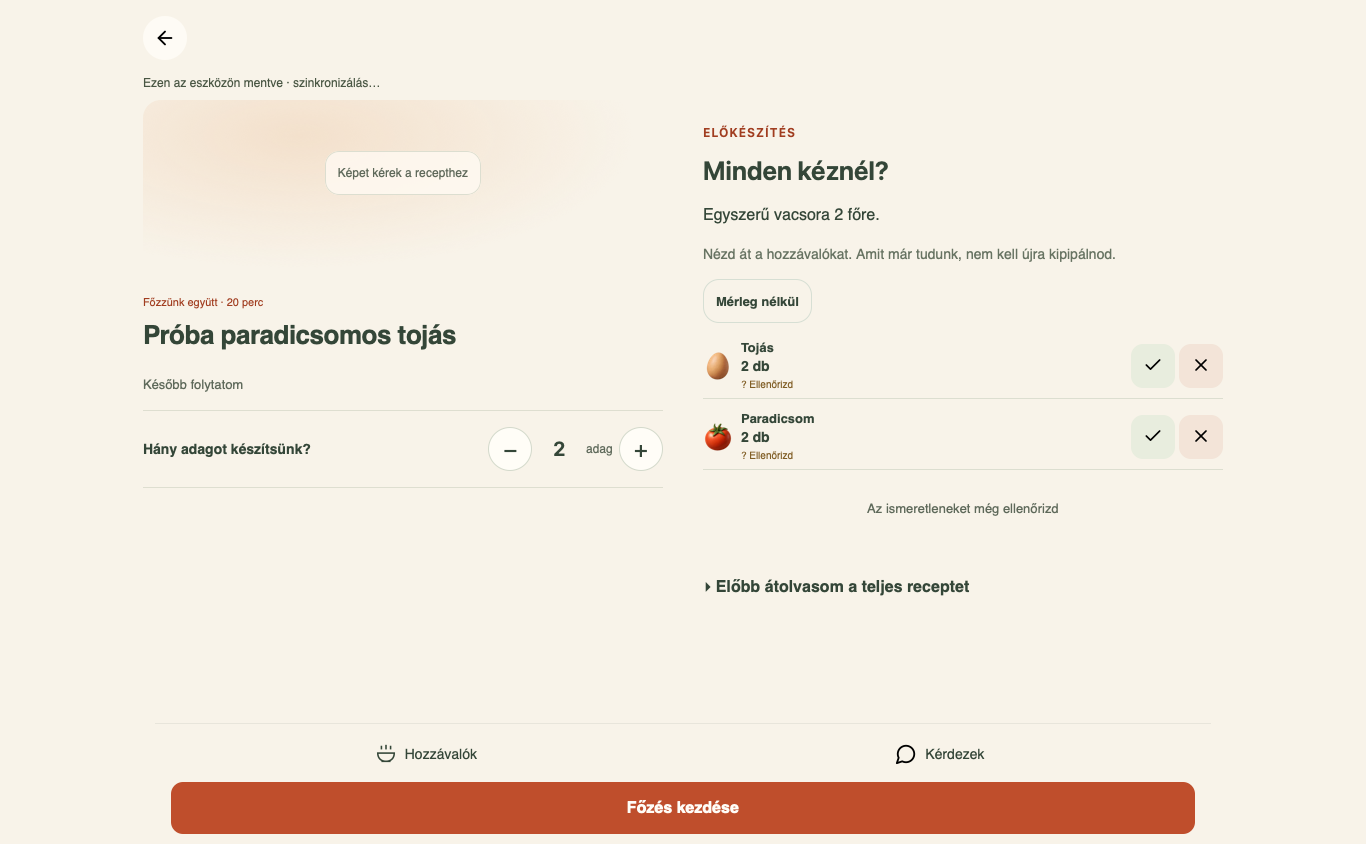 Ezen az eszközön mentve · szinkronizálás…
Képet kérek a recepthez
Főzzünk együtt · 20 perc
Próba paradicsomos tojás
Később folytatom
Hány adagot készítsünk?
− 2 adag +
ELŐKÉSZÍTÉS
Minden kéznél?
Egyszerű vacsora 2 főre.
Nézd át a hozzávalókat. Amit már tudunk, nem kell újra kipipálnod.
Mérleg nélkül
Tojás
2 db
? Ellenőrizd
Paradicsom
2 db
? Ellenőrizd
Az ismeretleneket még ellenőrizd
Előbb átolvasom a teljes receptet
Hozzávalók
Kérdezek
Főzés kezdése